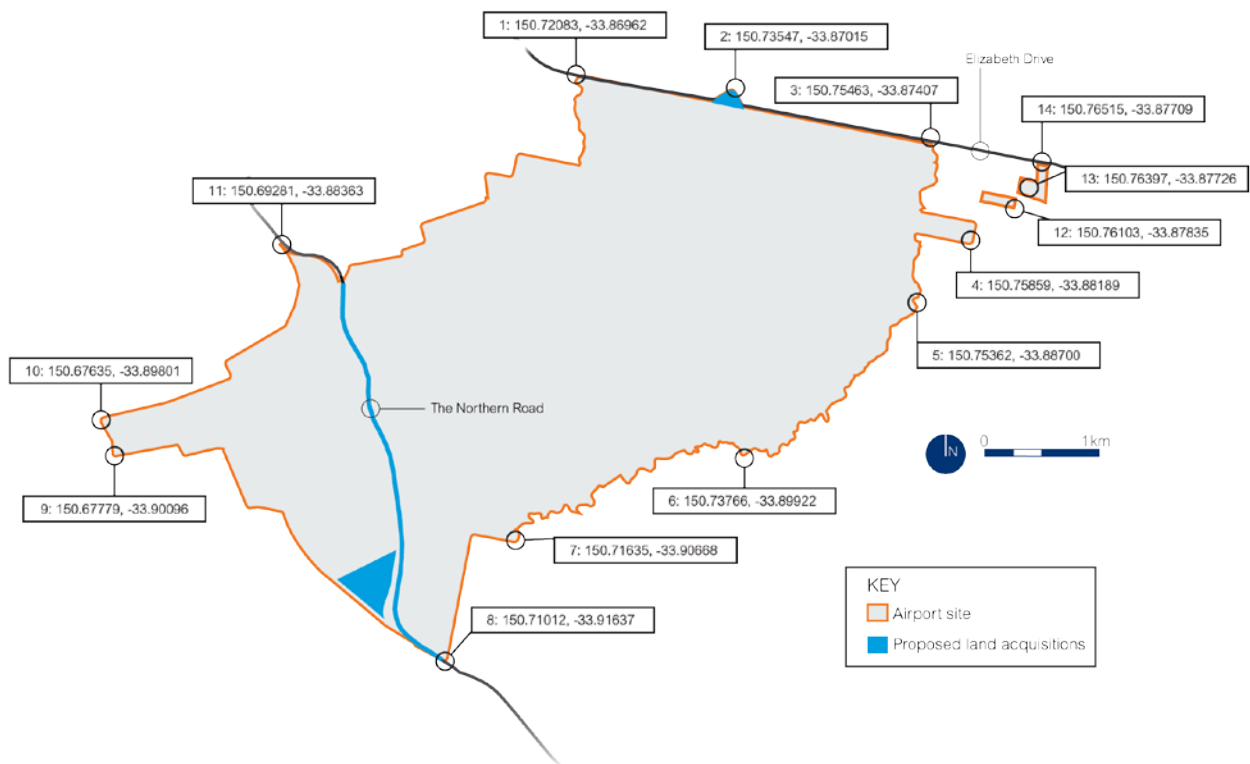 1: 150.72083, -33.86962
2: 150.73547, -33.87015
Elizabeth Drive
3: 150.75463, -33.87407
14: 150.76515, -33.87709
11: 150.69281, -33.88363
13: 150.76397, -33.87726
12: 150.76103, -33.87835
4: 150.75859, -33.88189
5: 150.75362, -33.88700
10: 150.67635, -33.89801
The Northern Road
N
0 1km
9: 150.67779, -33.90096
6: 150.73766, -33.89922
7: 150.71635, -33.90668
KEY
Airport site
8: 150.71012, -33.91637
Proposed land acquisitions